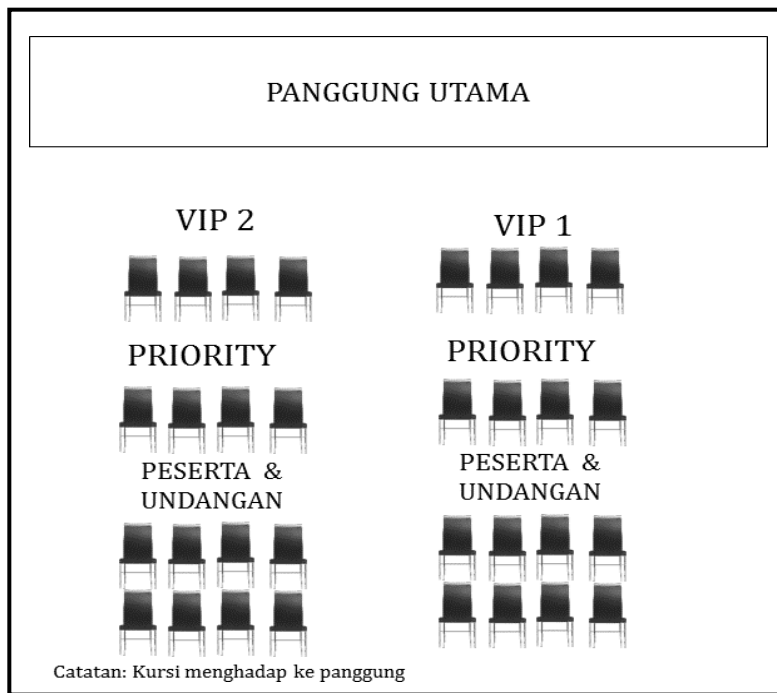 PANGGUNG UTAMA
VIP 2
VIP 1
PRIORITY
PRIORITY
PESERTA &
UNDANGAN
PESERTA &
UNDANGAN
Catatan: Kursi menghadap ke panggung